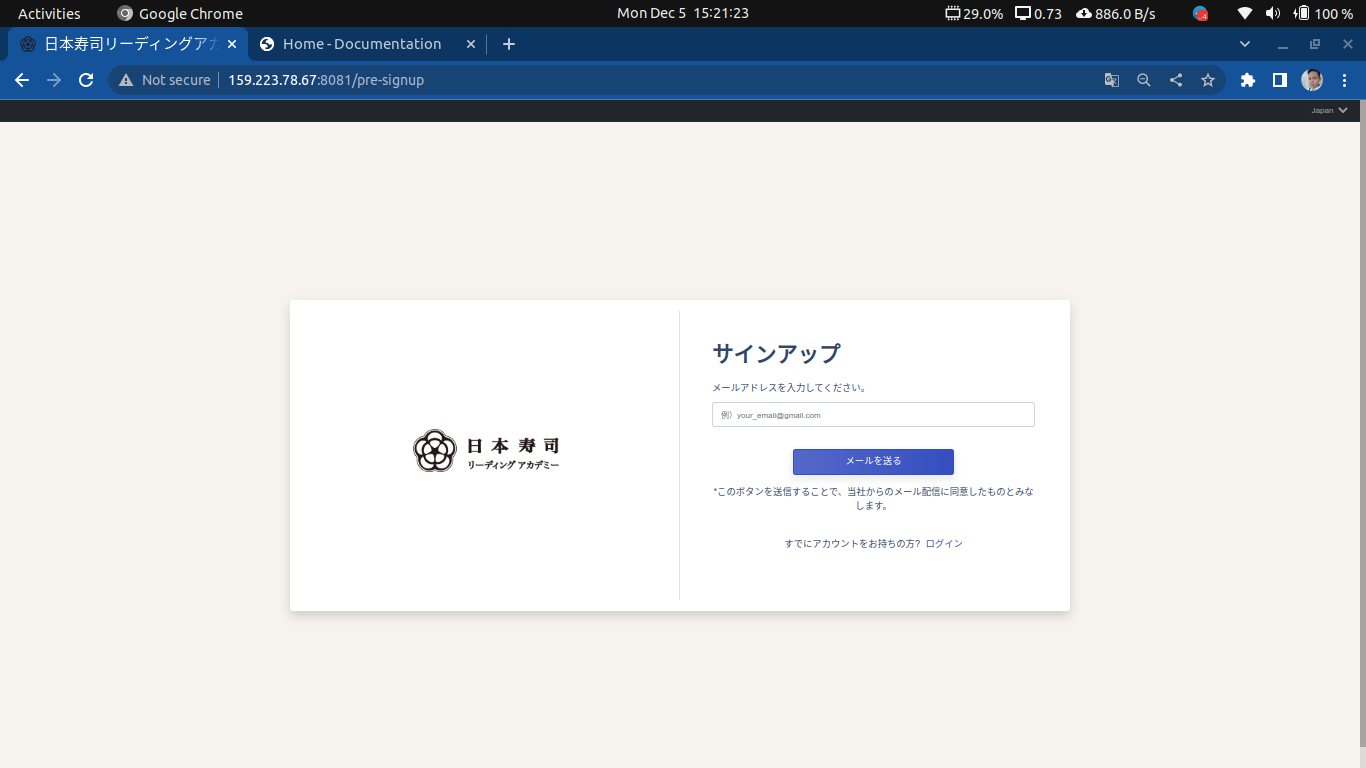 Activities
Google Chrome
Mon Dec 5 15:21:23
29.0%
0.73
886.0 B/s
100 %
日本寿司リーディングアカ
Home - Documentation
Not secure
159.223.78.67:8081/pre-signup
Japan
日本寿司
リーディング アカデミー
サインアップ
メールアドレスを入力してください。
例）your_email@gmail.com
メールを送る
*このボタンを送信することで、当社からのメール配信に同意したものとみな
します。
すでにアカウントをお持ちの方? ログイン